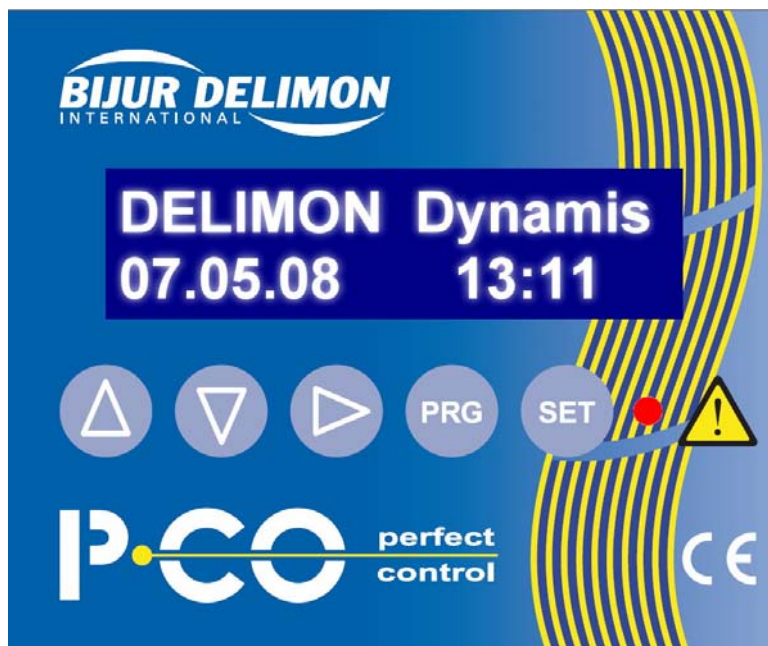 BIJUR DELIMON
INTERNATIONAL
DELIMON Dynamis
07.05.08 13:11
PRG SET !
P•CO perfect
control
CE